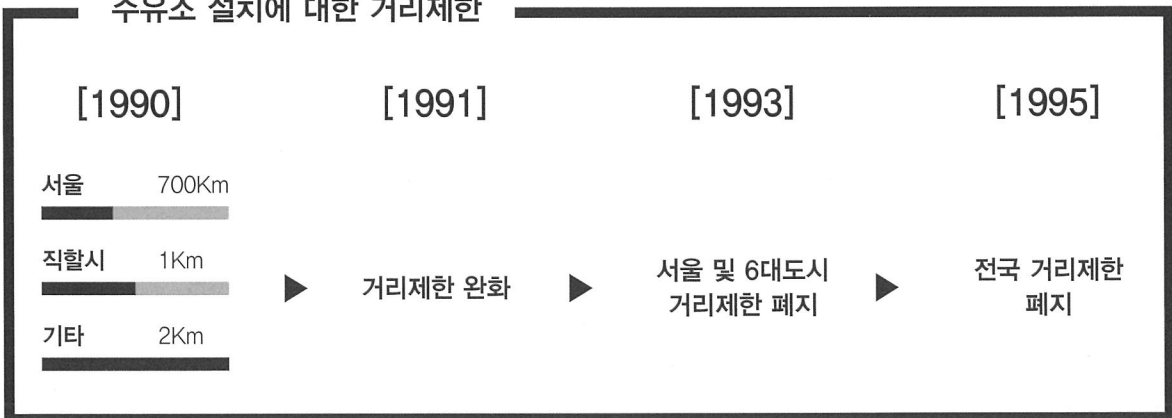 주유소 설치에 대한 거리제한
[1990]
서울 700Km
직할시 1Km
기타 2Km
[1991]
거리제한 완화
[1993]
서울 및 6대도시
거리제한 폐지
[1995]
전국 거리제한
폐지